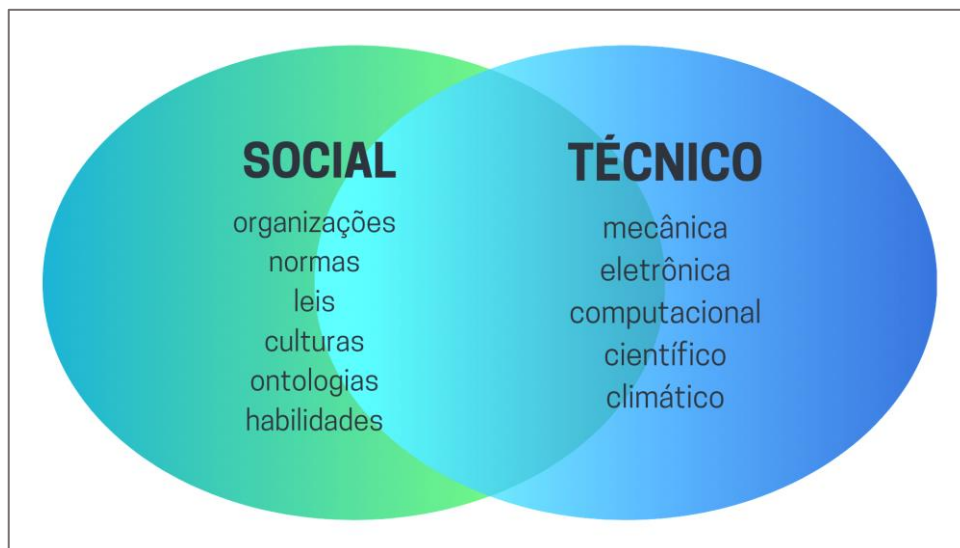 SOCIAL
organizações
normas
leis
culturas
ontologias
habilidades
TÉCNICO
mecânica
eletrônica
computacional
científico
climático